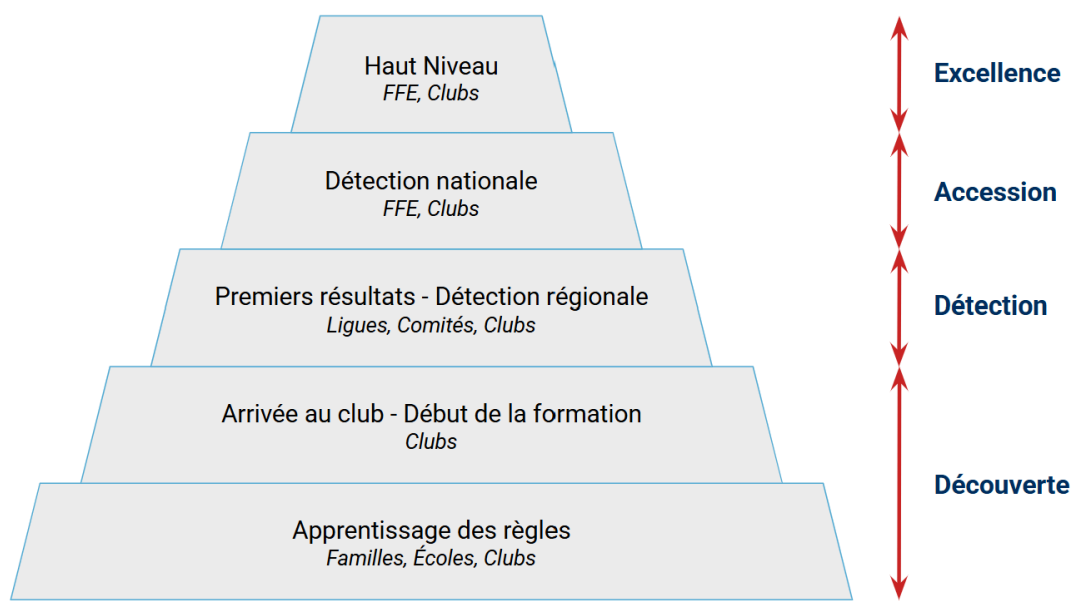 Haut Niveau
FFE, Clubs
Excellence
Détection nationale
FFE, Clubs
Accession
Premiers résultats - Détection régionale
Ligues, Comités, Clubs
Détection
Arrivée au club - Début de la formation
Clubs
Découverte
Apprentissage des règles
Familles, Écoles, Clubs